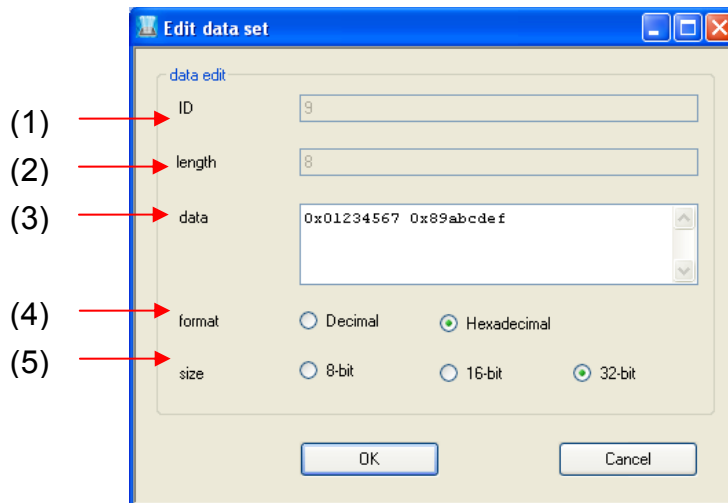 Edit data set
data edit
(1) ID 9
(2) length 8
(3) data 0x01234567 0x89abcdef
(4) format Decimal Hexadecimal
(5) size 8-bit 16-bit 32-bit
OK Cancel